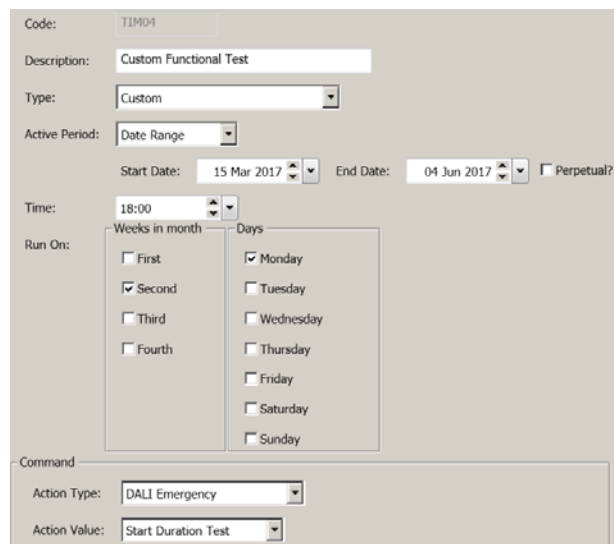 Code: TIM04
Description: Custom Functional Test
Type: Custom
Active Period: Date Range
Start Date: 15 Mar 2017 End Date: 04 Jun 2017 Perpetual?
Time: 18:00
Run On:
Weeks in month
First
Second
Third
Fourth
Days
Monday
Tuesday
Wednesday
Thursday
Friday
Saturday
Sunday
Command
Action Type: DALI Emergency
Action Value: Start Duration Test